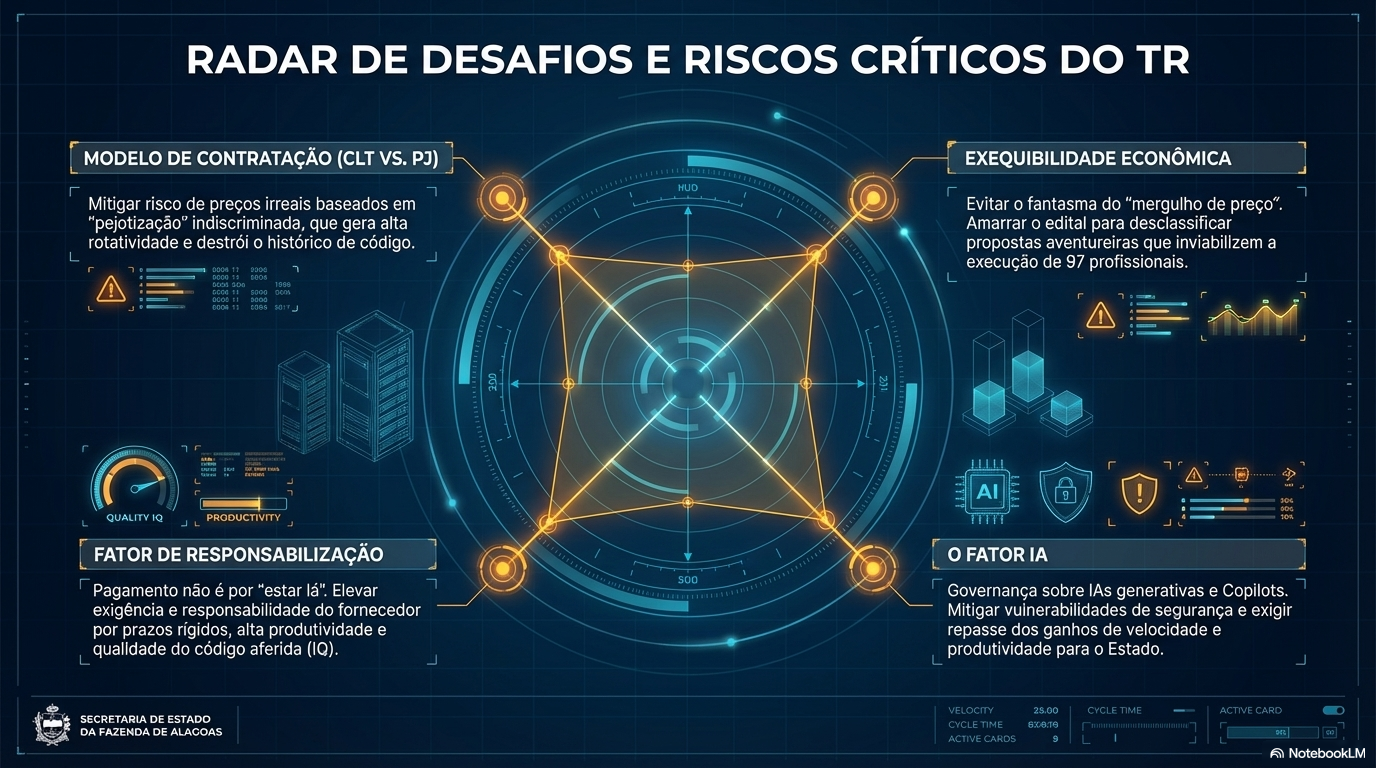 RADAR DE DESAFIOS E RISCOS CRÍTICOS DO TR
MODELO DE CONTRATAÇÃO (CLT VS. PJ)
Mitigar risco de preços irreais baseados em
“pejotização” indiscriminada, que gera alta
rotatividade e destrói o histórico de código.
EXEQUIBILIDADE ECONÔMICA
Evitar o fantasma do “mergulho de preço”.
Amarrar o edital para desclassificar
propostas aventureiras que inviabilizem a
execução de 97 profissionais.
HUD
QUALITY IQ
PRODUCTIVITY
AI
FATOR DE RESPONSABILIZAÇÃO
Pagamento não é por “estar lá”. Elevar
exigência e responsabilidade do fornecedor
por prazos rígidos, alta produtividade e
qualidade do código aferida (IQ).
O FATOR IA
Governança sobre IAs generativas e Copilots.
Mitigar vulnerabilidades de segurança e exigir
repasse dos ganhos de velocidade e
produtividade para o Estado.
SECRETARIA DE ESTADO
DA FAZENDA DE ALAGOAS
VELOCITY 25.00
CYCLE TIME
ACTIVE CARDS 9
CYCLE TIME
ACTIVE CARD
NotebookLM